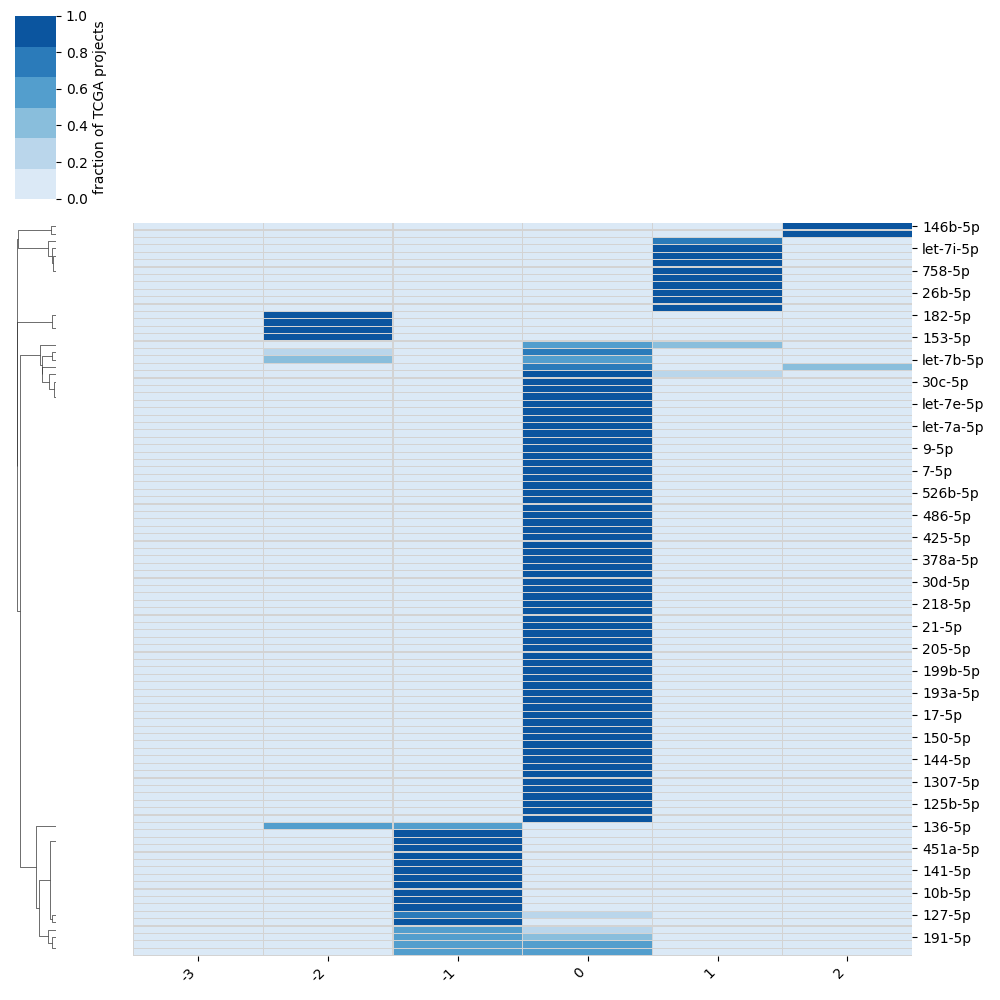 1.0
0.8
0.6
0.4
0.2
0.0
fraction of TCGA projects
146b-5p
let-7i-5p
758-5p
26b-5p
182-5p
153-5p
let-7b-5p
30c-5p
let-7e-5p
let-7a-5p
9-5p
7-5p
526b-5p
486-5p
425-5p
378a-5p
30d-5p
218-5p
21-5p
205-5p
199b-5p
193a-5p
17-5p
150-5p
144-5p
1307-5p
125b-5p
136-5p
451a-5p
141-5p
10b-5p
127-5p
191-5p
-3 -2 -1 0 1 2